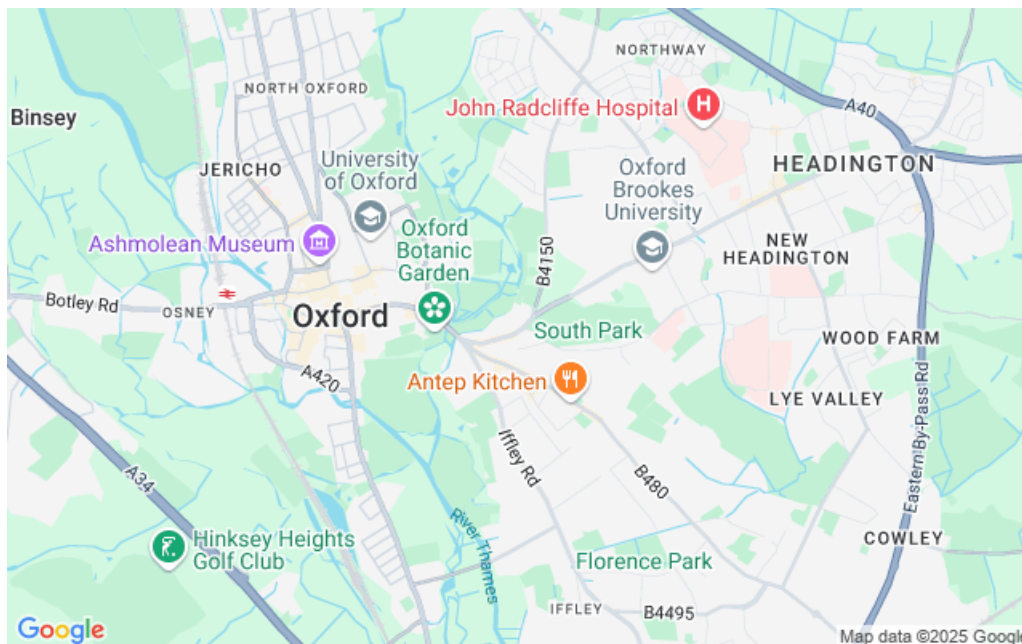 NORTHWAY
A40
NORTH OXFORD
John Radcliffe Hospital
H
Binsey
JERICHO
University
of Oxford
Oxford
Brookes
University
HEADINGTON
Ashmolean Museum
Oxford
Botanic
Garden
B4150
NEW
HEADINGTON
Botley Rd
OSNEY
Oxford
South Park
WOOD FARM
A420
Antep Kitchen
LYE VALLEY
Eastern By-Pass Rd
Iffley Rd
B480
A34
River Thames
Hinksey Heights
Golf Club
COWLEY
Florence Park
IFFLEY
B4495
Google
Map data ©2025 Google